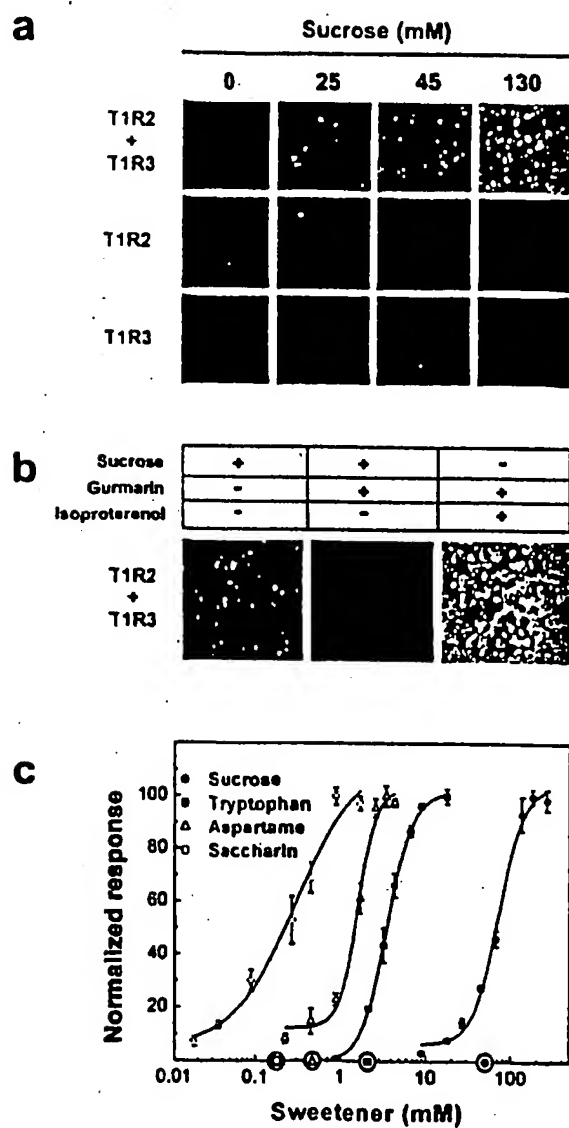 a
Sucrose (mM)
0 25 45 130
T1R2
+
T1R3
T1R2
T1R3
b
Sucrose + + -
Gurmarin - + +
Isoproterenol - - +
T1R2
+
T1R3
c
Sucrose
Tryptophan
Aspartame
Saccharin
100
80
60
40
20
0.01 0.1 1 10 100
Normalized response
Sweetener (mM)